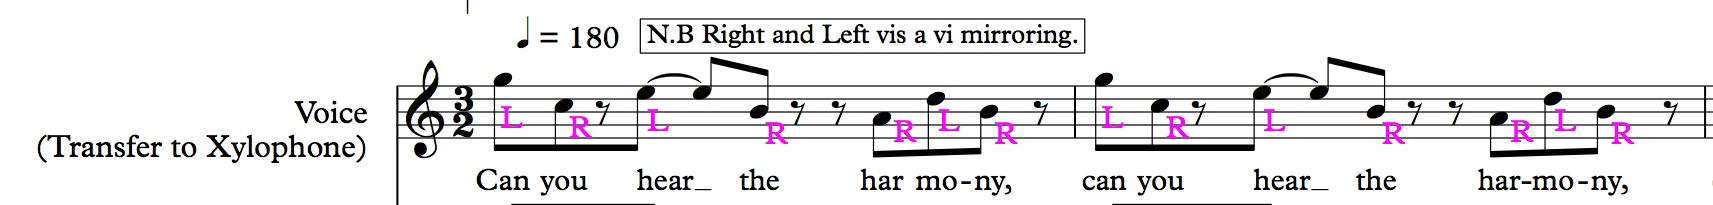 ♩ = 180 N.B Right and Left vis a vi mirroring.
Voice
(Transfer to Xylophone)
3
2
L R L R R L R L R L R R L R
Can you hear_ the har mo-ny, can you hear_ the har-mo-ny,